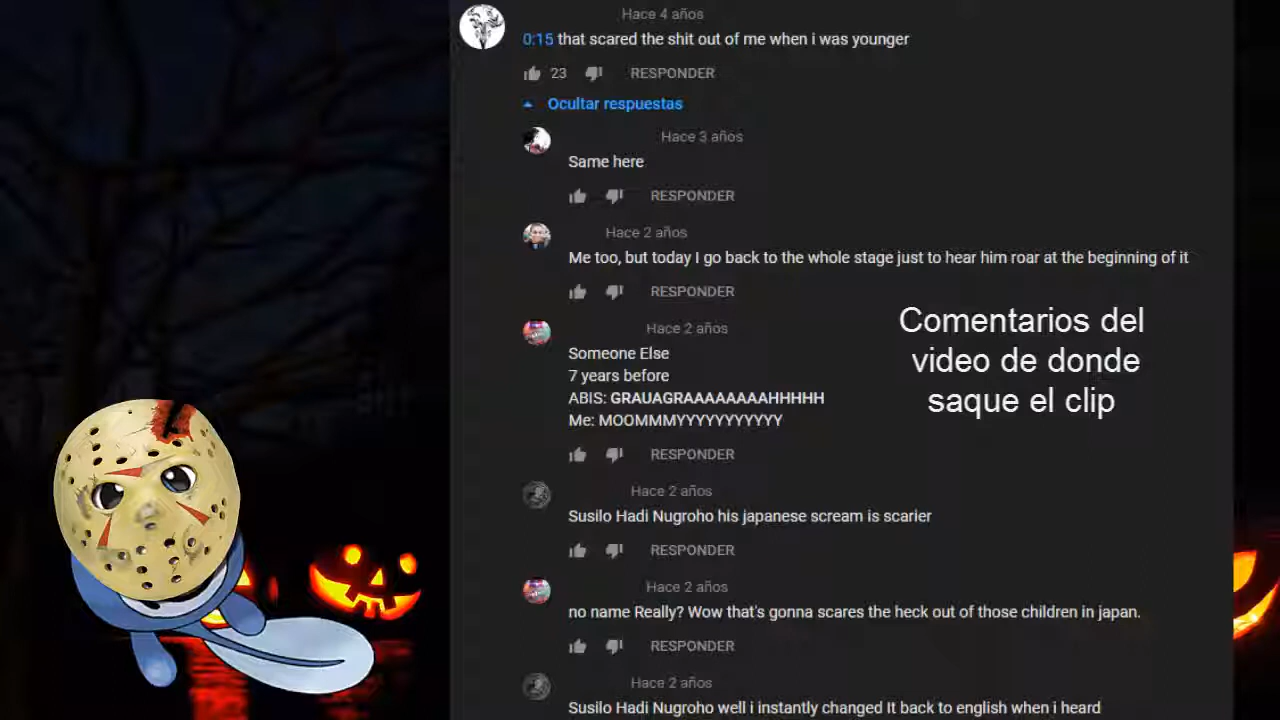 Hace 4 años
0:15 that scared the shit out of me when i was younger
23 RESPONDER
Ocultar respuestas
Hace 3 años
Same here
RESPONDER
Hace 2 años
Me too, but today I go back to the whole stage just to hear him roar at the beginning of it
RESPONDER
Hace 2 años
Someone Else
7 years before
ABIS: GRAUAGRAAAAAAAAHHHHH
Me: MOOMMMYYYYYYYYYYY
RESPONDER
Comentarios del
video de donde
saque el clip
Hace 2 años
Susilo Hadi Nugroho his japanese scream is scarier
RESPONDER
Hace 2 años
no name Really? Wow that's gonna scares the heck out of those children in japan.
RESPONDER
Hace 2 años
Susilo Hadi Nugroho well i instantly changed It back to english when i heard